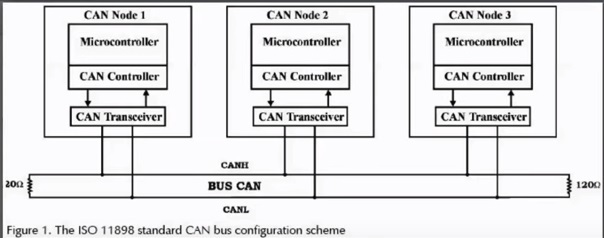 CAN Node 1 CAN Node 2 CAN Node 3
Microcontroller Microcontroller Microcontroller
CAN Controller CAN Controller CAN Controller
CAN Transceiver CAN Transceiver CAN Transceiver
CANH
20Ω BUS CAN 120Ω
CANL
Figure 1. The ISO 11898 standard CAN bus configuration scheme